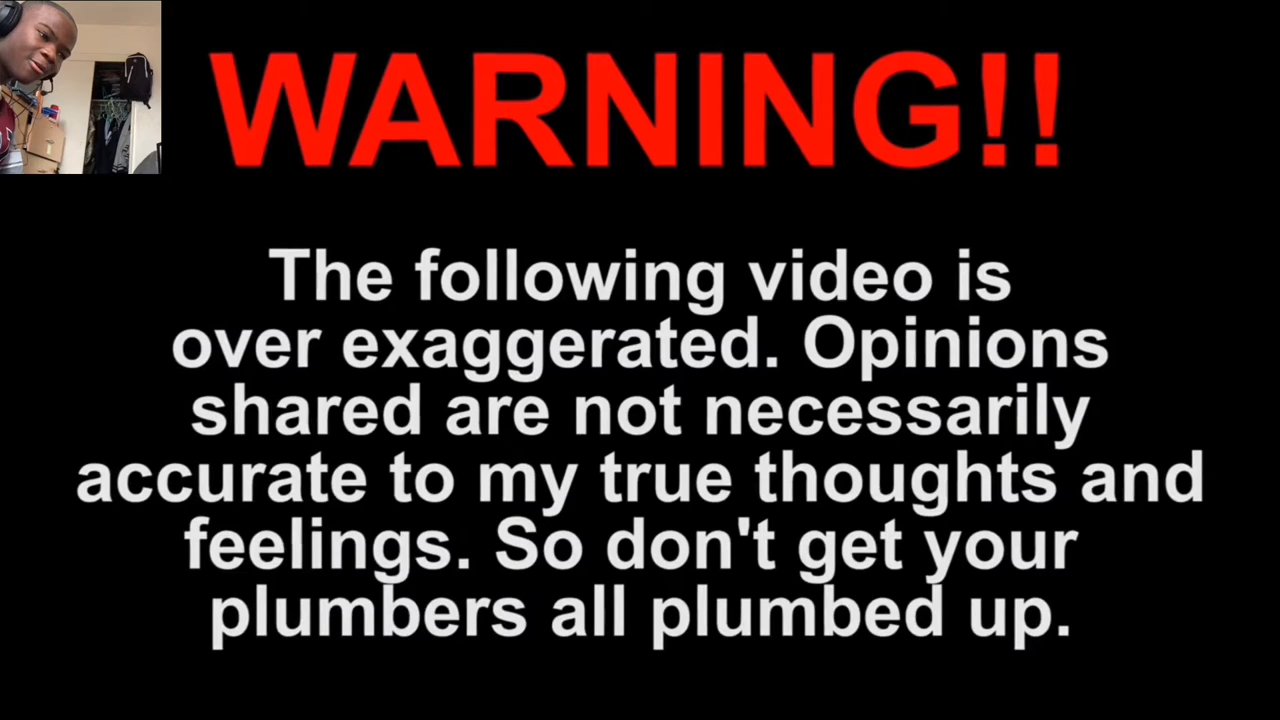 WARNING!!
The following video is
over exaggerated. Opinions
shared are not necessarily
accurate to my true thoughts and
feelings. So don't get your
plumbers all plumbed up.